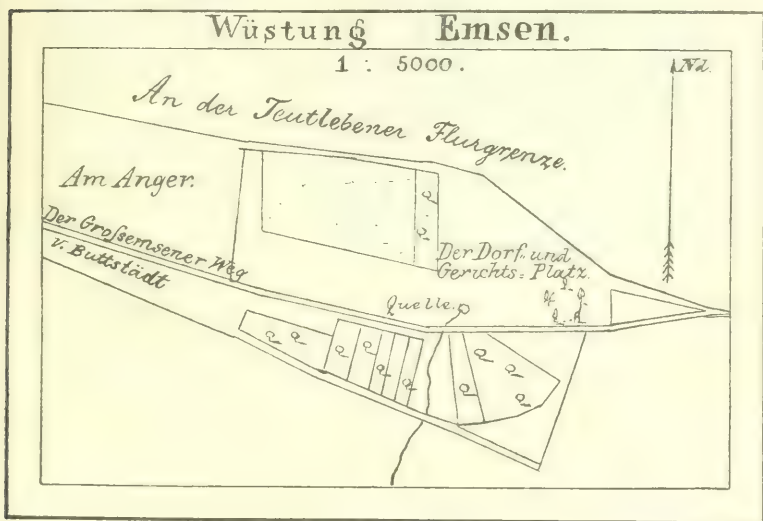 Wüstung Emsen.
1 : 5000.
Nd.
An der Teutlebener Flurgrenze.
Am Anger.
Der Großemsener Weg
v. Buttstädt
Der Dorf- und
Gerichts=Platz.
Quelle.